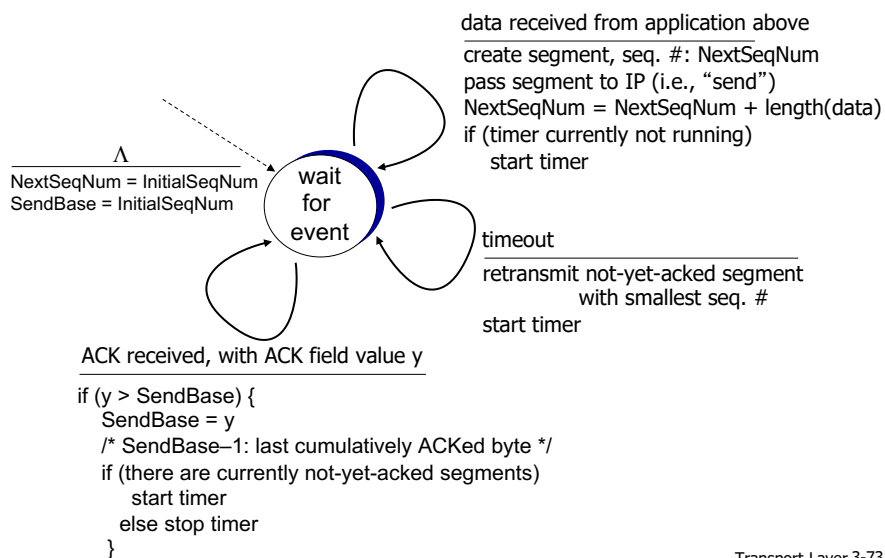 data received from application above
create segment, seq. #: NextSeqNum
pass segment to IP (i.e., “send”)
NextSeqNum = NextSeqNum + length(data)
if (timer currently not running)
start timer
Λ
NextSeqNum = InitialSeqNum
SendBase = InitialSeqNum
wait
for
event
timeout
retransmit not-yet-acked segment
with smallest seq. #
start timer
ACK received, with ACK field value y
if (y > SendBase) {
SendBase = y
/* SendBase–1: last cumulatively ACKed byte */
if (there are currently not-yet-acked segments)
start timer
else stop timer
}
Transport Layer 3-73